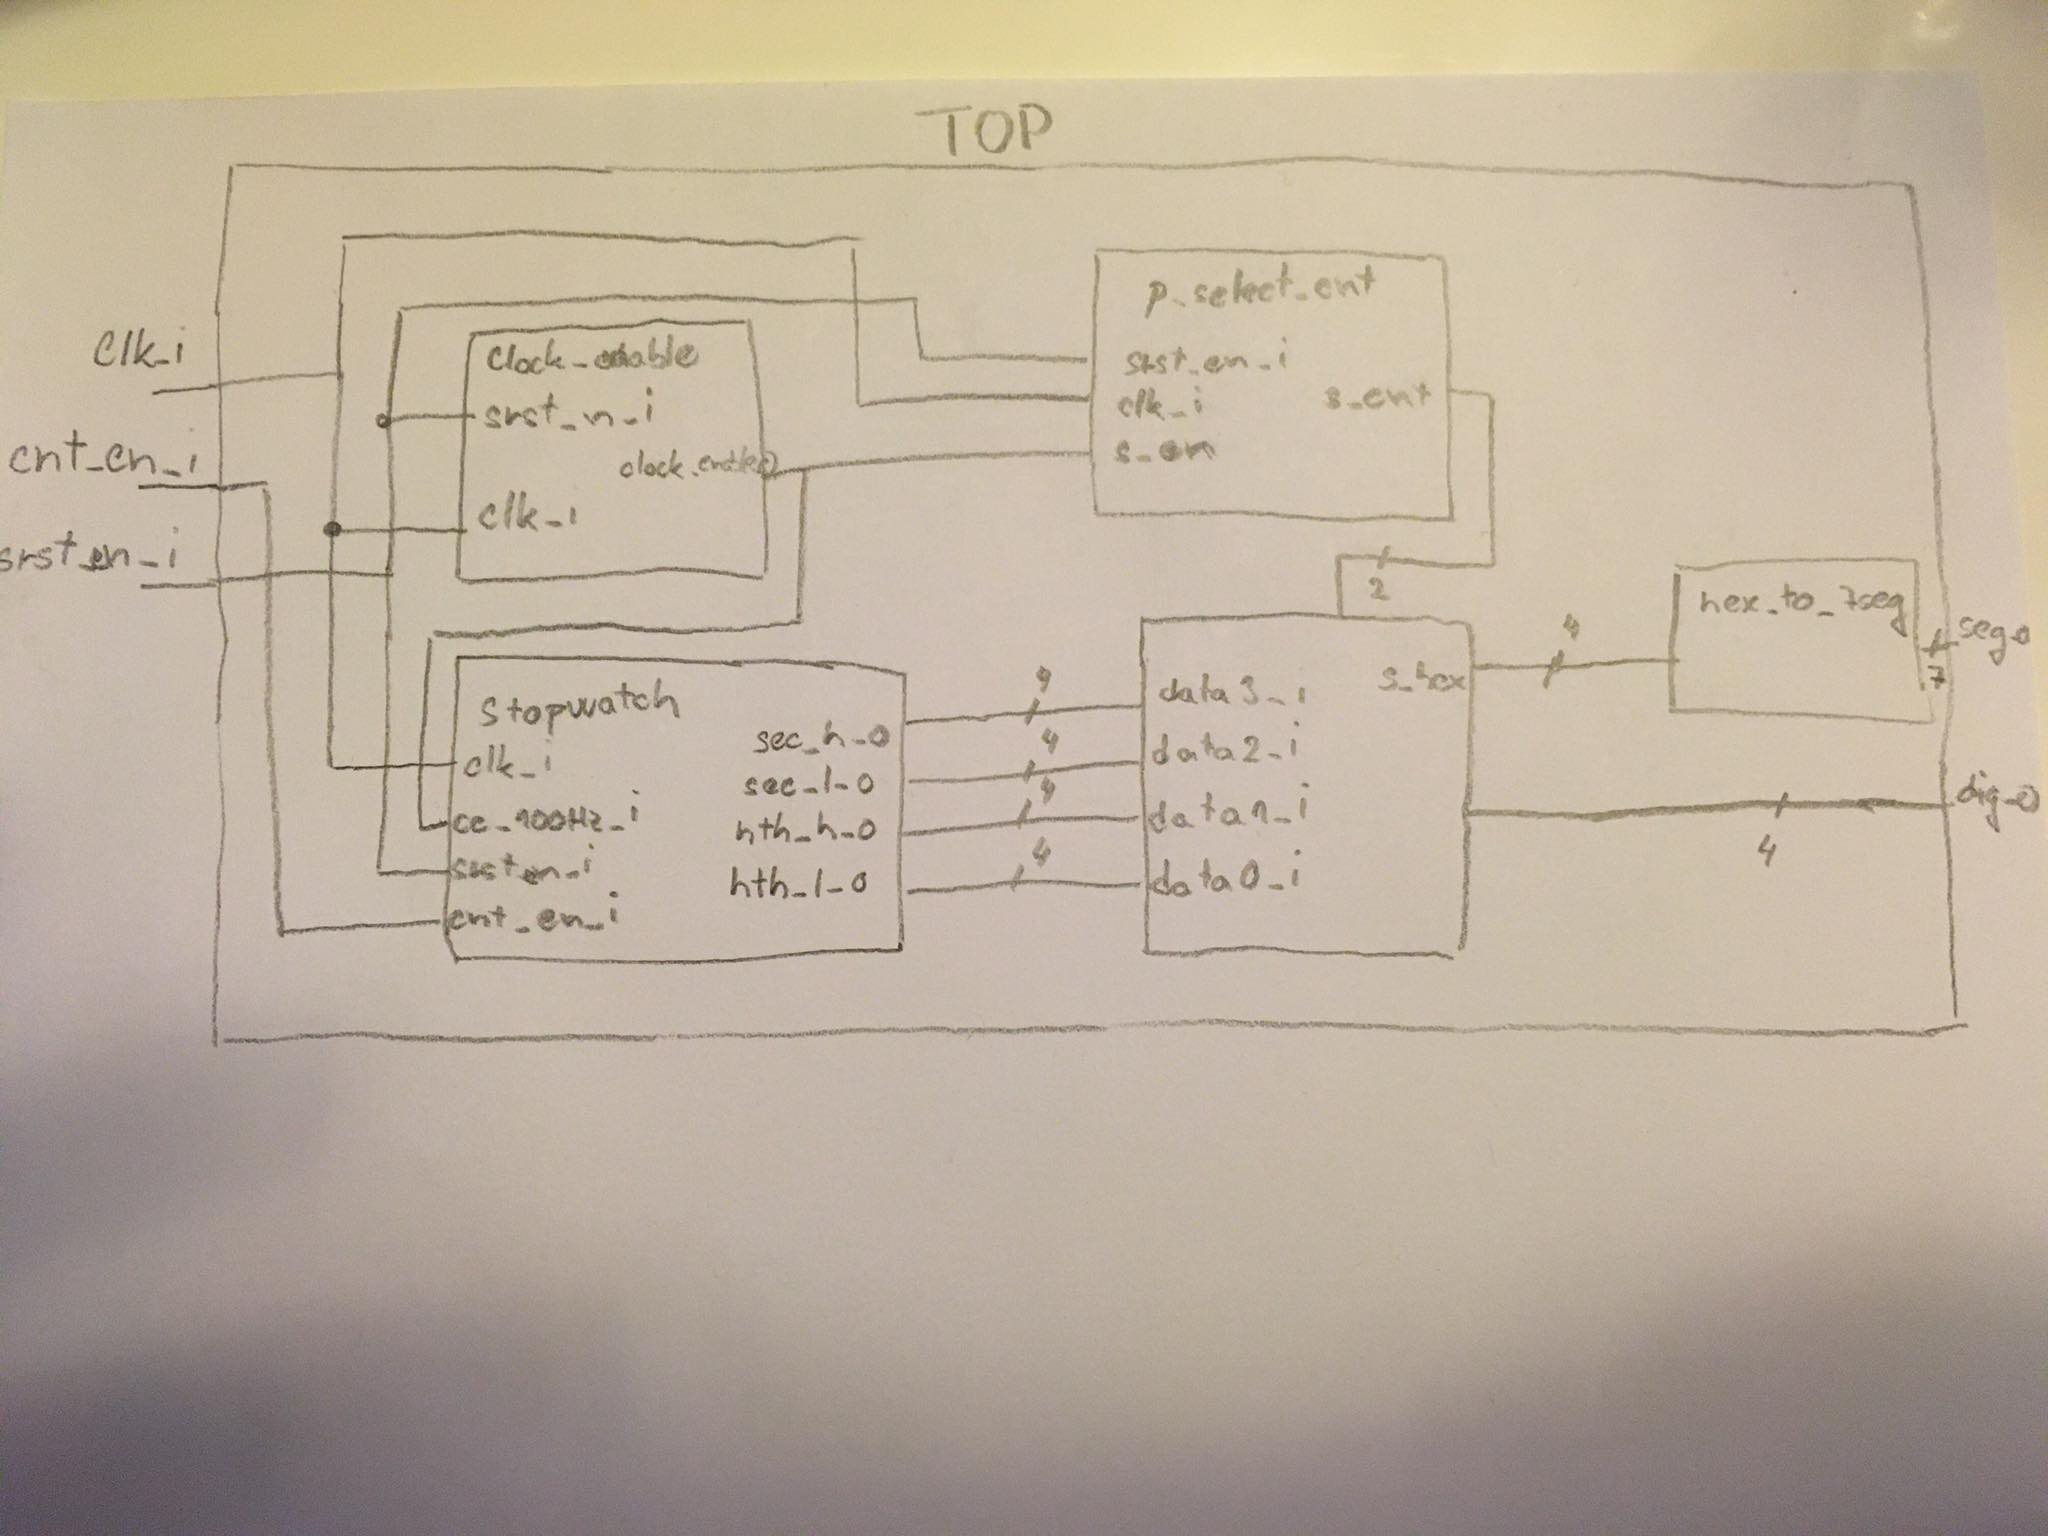 TOP
clk_i
cnt_en_i
srst_en_i
clock_enable
srst_n_i
clk_i
p_select_cnt
srst_en_i
clk_i
s_en
s_cnt
2
stopwatch
clk_i
ce_100Hz_i
srst_en_i
cnt_en_i
sec_h_o
sec_l_o
hth_h_o
hth_l_o
4
4
4
4
data3_i
data2_i
data1_i
data0_i
s_hex
4
hex_to_7seg
7
seg_o
4
dig_o